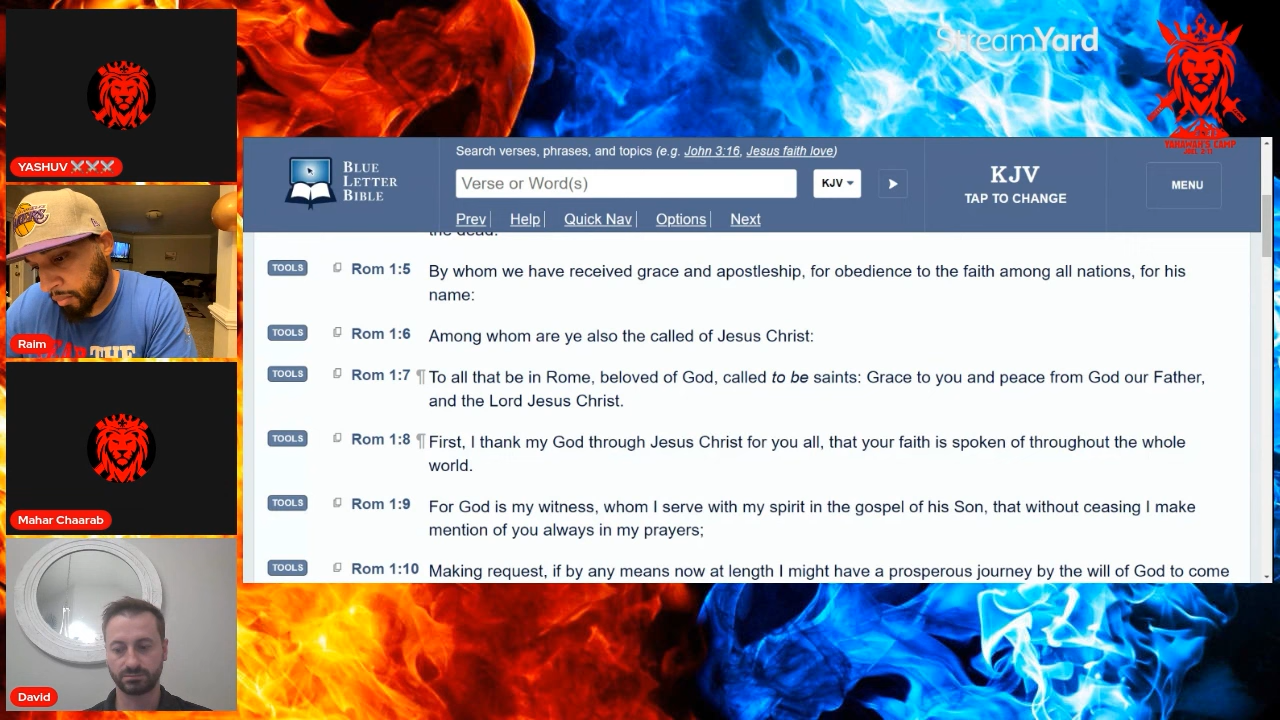 StreamYard
YAHAWAH'S CAMP
JOEL 2:11
YASHUV ⚔️⚔️⚔️
LAKERS
Raim
Mahar Chaarab
David
BLUE
LETTER
BIBLE
Search verses, phrases, and topics (e.g. John 3:16, Jesus faith love)
Verse or Word(s)
KJV
Prev Help Quick Nav Options Next
KJV
TAP TO CHANGE
MENU
the dead:
TOOLS Rom 1:5 By whom we have received grace and apostleship, for obedience to the faith among all nations, for his
name:
TOOLS Rom 1:6 Among whom are ye also the called of Jesus Christ:
TOOLS Rom 1:7 ¶ To all that be in Rome, beloved of God, called to be saints: Grace to you and peace from God our Father,
and the Lord Jesus Christ.
TOOLS Rom 1:8 ¶ First, I thank my God through Jesus Christ for you all, that your faith is spoken of throughout the whole
world.
TOOLS Rom 1:9 For God is my witness, whom I serve with my spirit in the gospel of his Son, that without ceasing I make
mention of you always in my prayers;
TOOLS Rom 1:10 Making request, if by any means now at length I might have a prosperous journey by the will of God to come